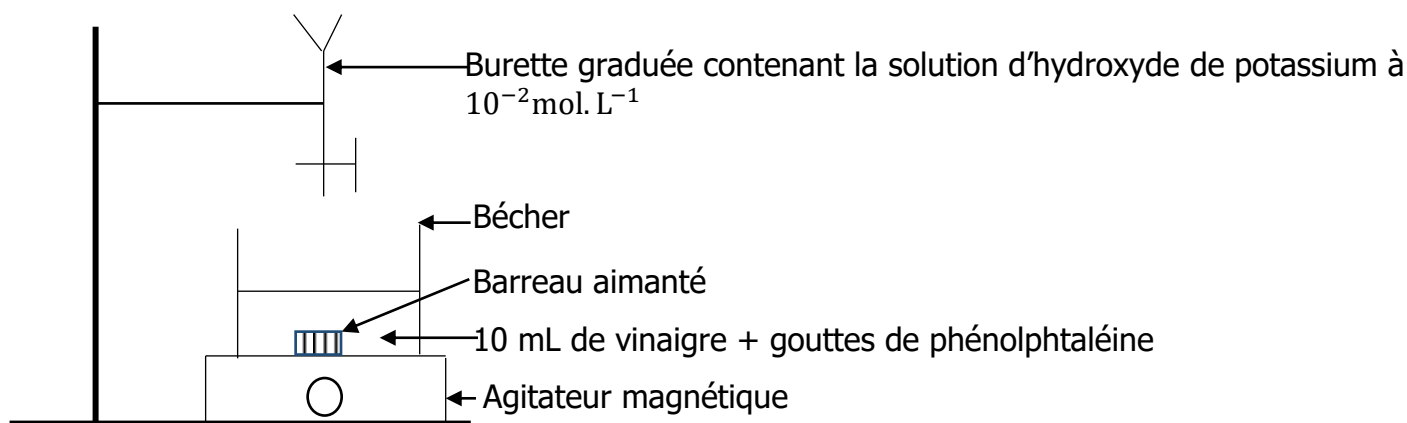 Burette graduée contenant la solution d’hydroxyde de potassium à
10⁻²mol. L⁻¹
Bécher
Barreau aimanté
10 mL de vinaigre + gouttes de phénolphtaléine
Agitateur magnétique